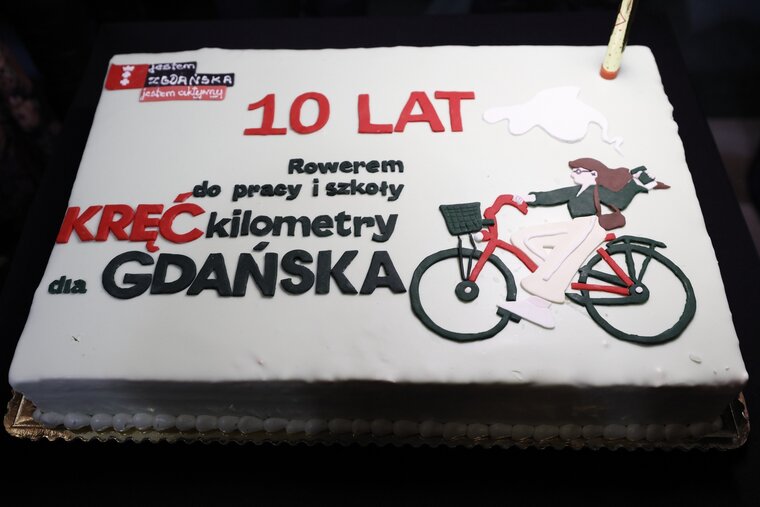 jestem
z GDAŃSKA
jestem aktywny
10 LAT
Rowerem
do pracy i szkoły
KRĘĆ kilometry
dla GDAŃSKA